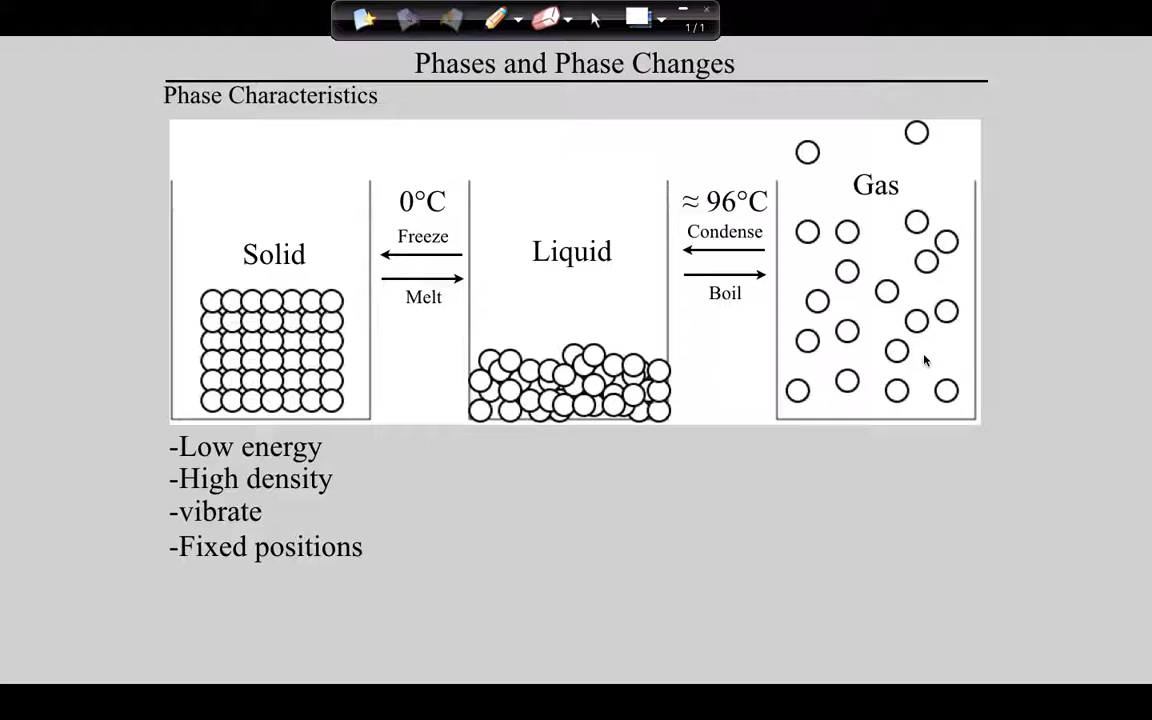 1/1
Phases and Phase Changes
Phase Characteristics
Solid
0°C
Freeze
Melt
Liquid
≈ 96°C
Condense
Boil
Gas
-Low energy
-High density
-vibrate
-Fixed positions